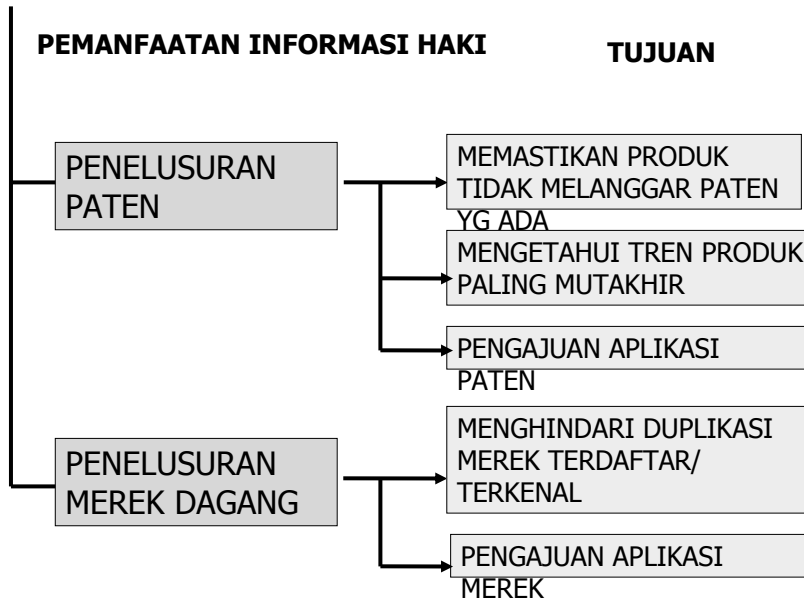 PEMANFAATAN INFORMASI HAKI
TUJUAN
PENELUSURAN
PATEN
MEMASTIKAN PRODUK
TIDAK MELANGGAR PATEN
YG ADA
MENGETAHUI TREN PRODUK
PALING MUTAKHIR
PENGAJUAN APLIKASI
PATEN
PENELUSURAN
MEREK DAGANG
MENGHINDARI DUPLIKASI
MEREK TERDAFTAR/
TERKENAL
PENGAJUAN APLIKASI
MEREK